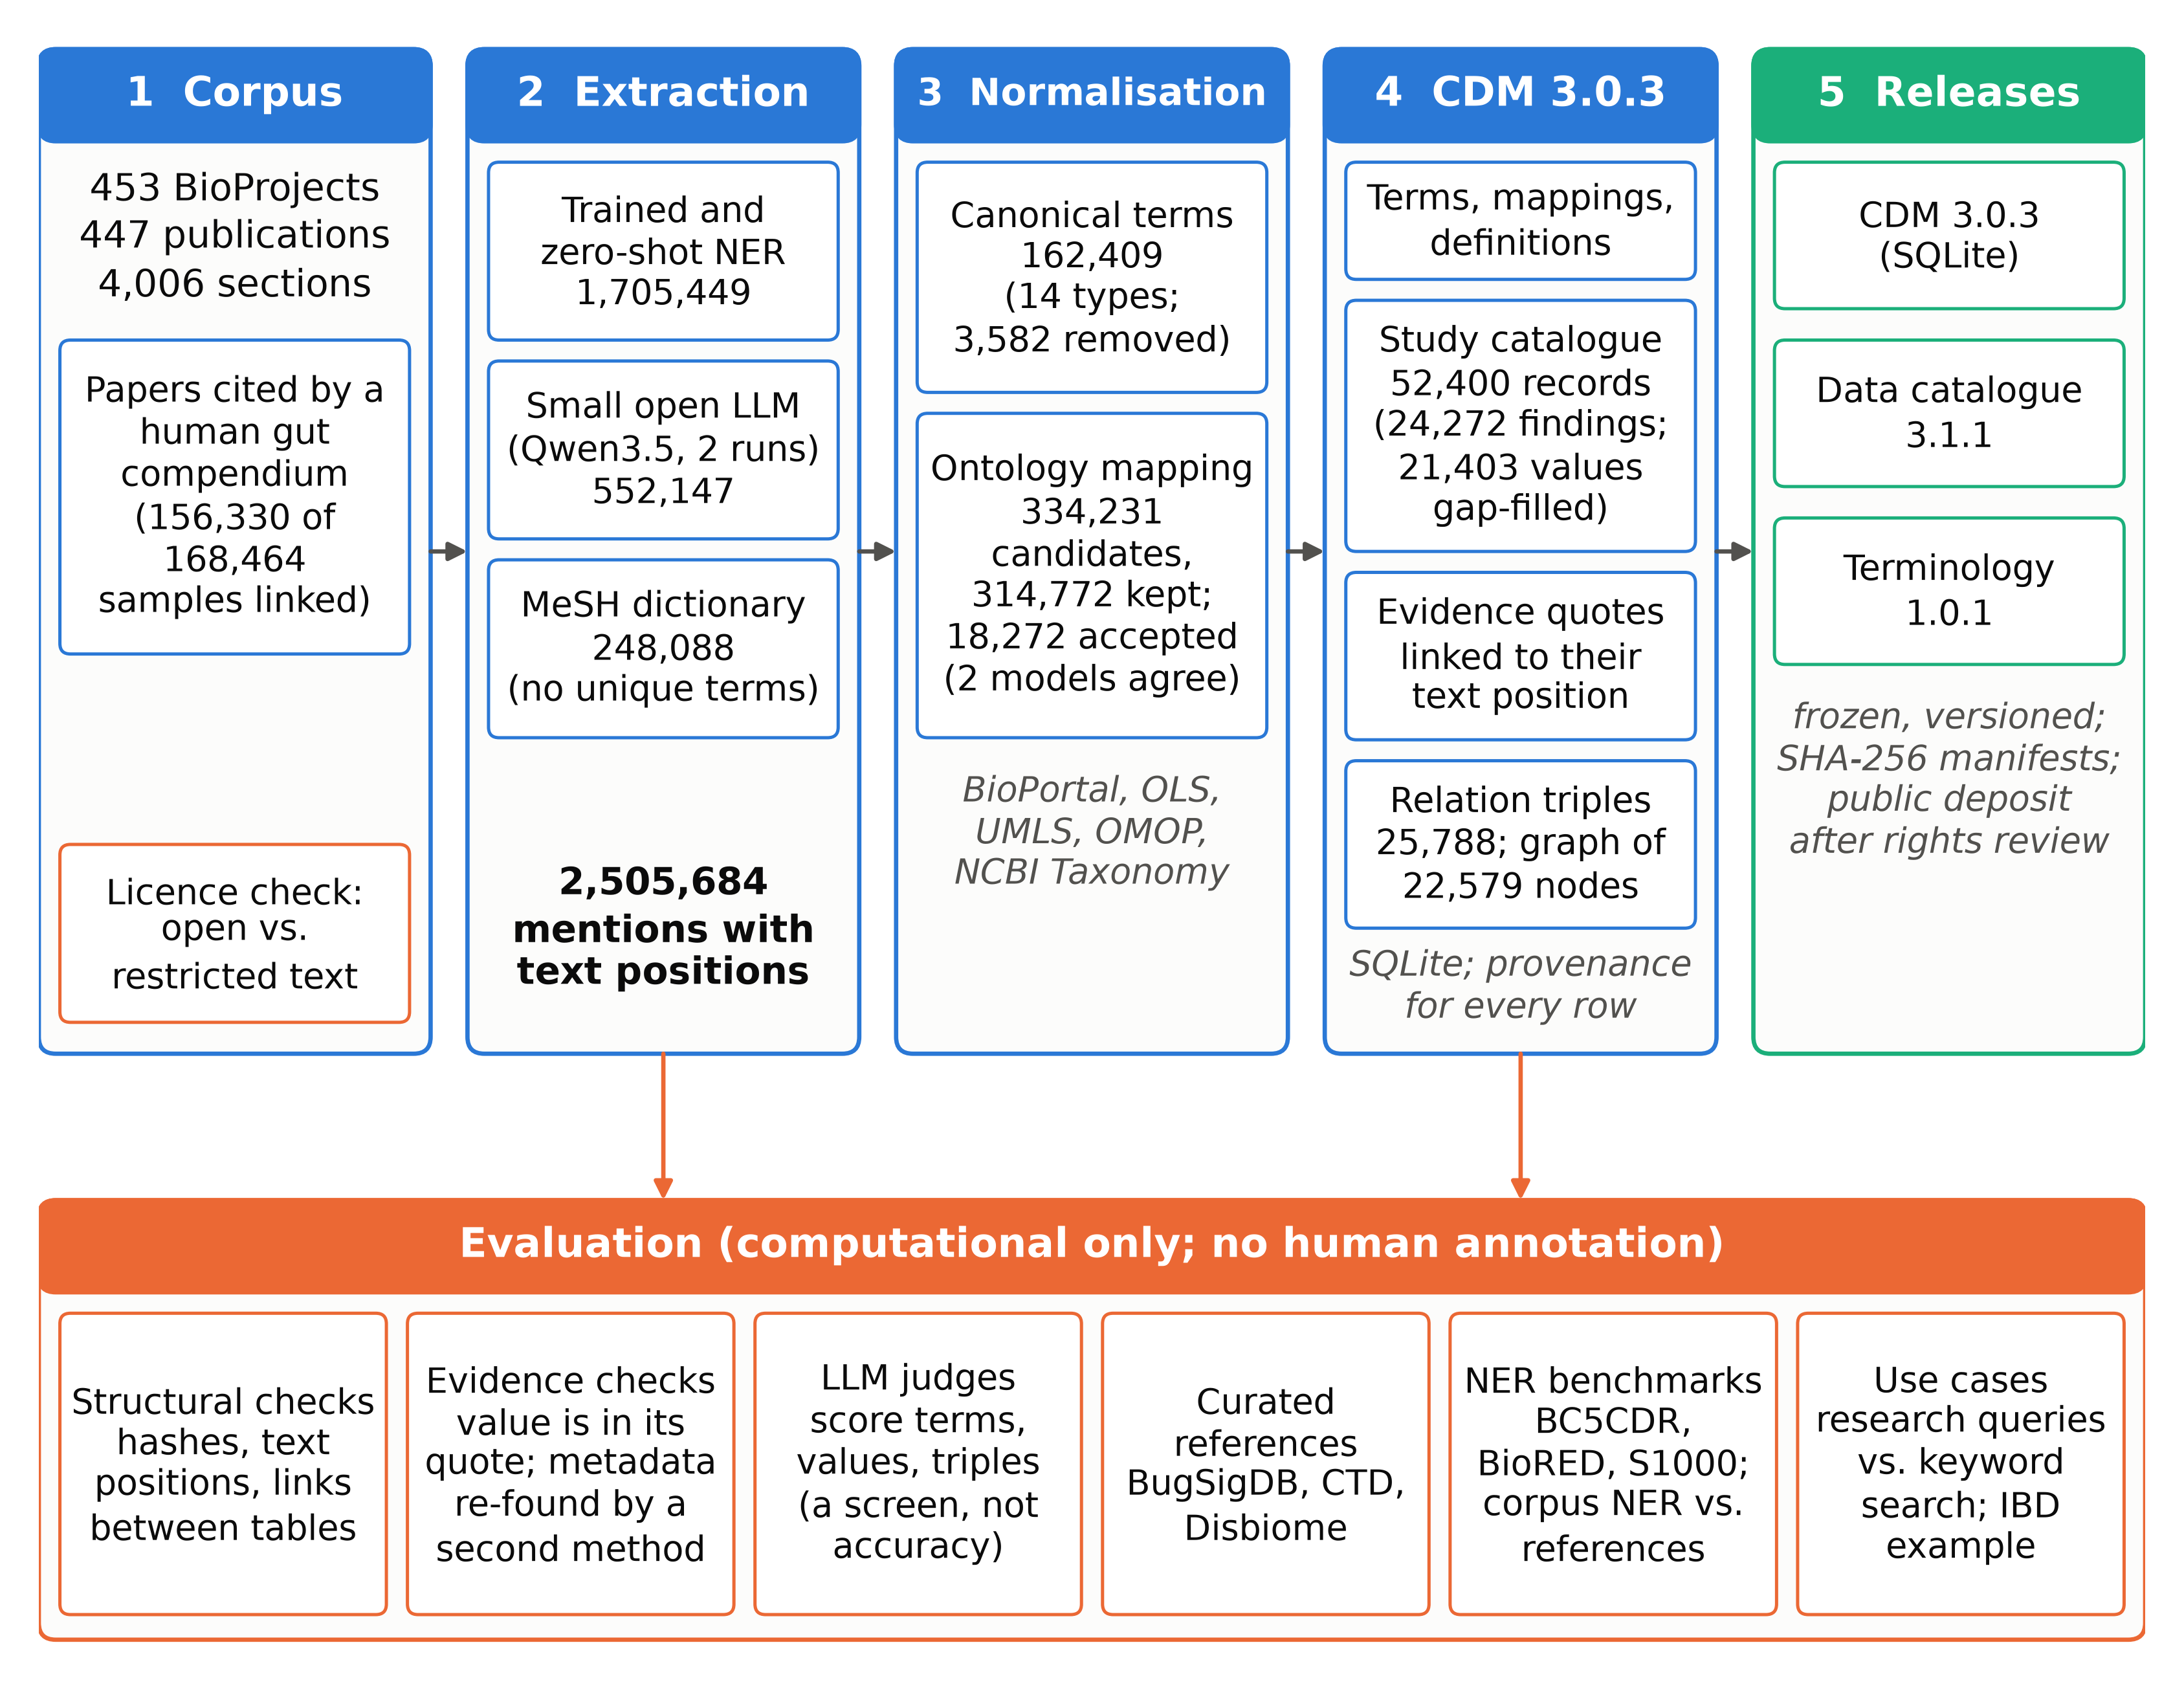 1 Corpus
453 BioProjects
447 publications
4,006 sections
Papers cited by a
human gut
compendium
(156,330 of
168,464
samples linked)
Licence check:
open vs.
restricted text
2 Extraction
Trained and
zero-shot NER
1,705,449
Small open LLM
(Qwen3.5, 2 runs)
552,147
MeSH dictionary
248,088
(no unique terms)
2,505,684
mentions with
text positions
3 Normalisation
Canonical terms
162,409
(14 types;
3,582 removed)
Ontology mapping
334,231
candidates,
314,772 kept;
18,272 accepted
(2 models agree)
BioPortal, OLS,
UMLS, OMOP,
NCBI Taxonomy
4 CDM 3.0.3
Terms, mappings,
definitions
Study catalogue
52,400 records
(24,272 findings;
21,403 values
gap-filled)
Evidence quotes
linked to their
text position
Relation triples
25,788; graph of
22,579 nodes
SQLite; provenance
for every row
5 Releases
CDM 3.0.3
(SQLite)
Data catalogue
3.1.1
Terminology
1.0.1
frozen, versioned;
SHA-256 manifests;
public deposit
after rights review
Evaluation (computational only; no human annotation)
Structural checks
hashes, text
positions, links
between tables
Evidence checks
value is in its
quote; metadata
re-found by a
second method
LLM judges
score terms,
values, triples
(a screen, not
accuracy)
Curated
references
BugSigDB, CTD,
Disbiome
NER benchmarks
BC5CDR,
BioRED, S1000;
corpus NER vs.
references
Use cases
research queries
vs. keyword
search; IBD
example